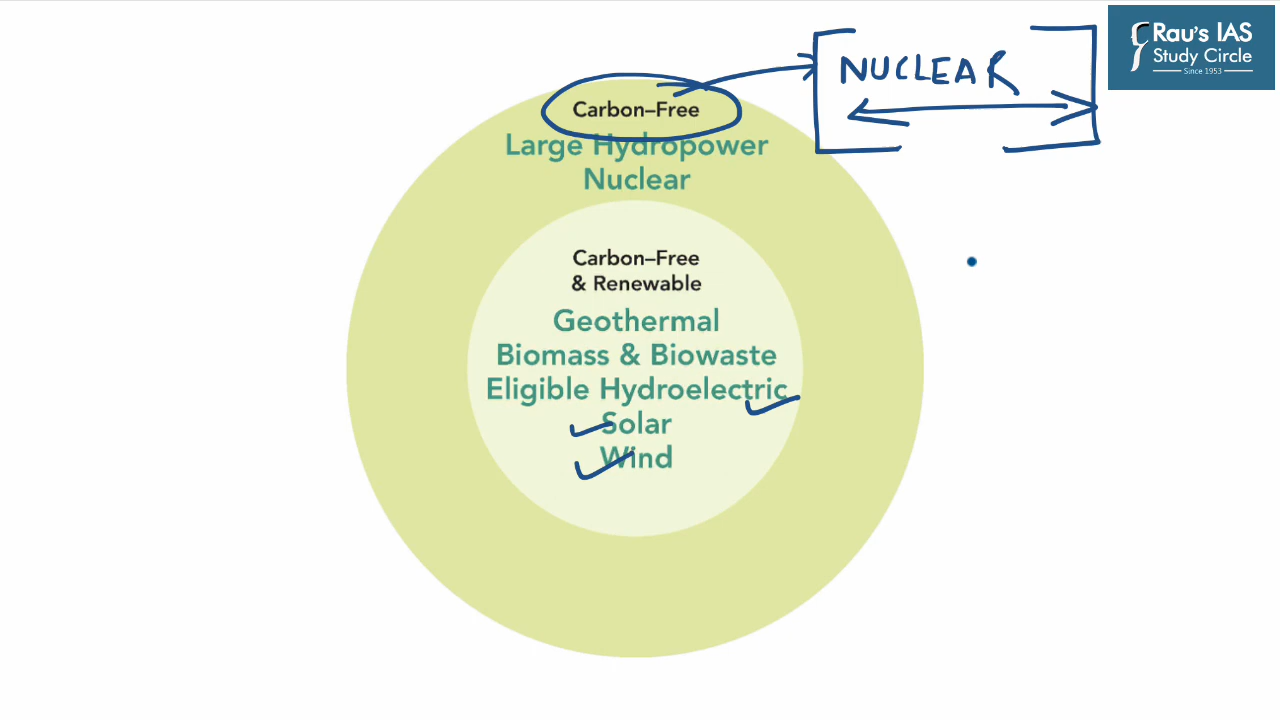 NUCLEAR
Rau's IAS
Study Circle
Since 1953
Carbon–Free
Large Hydropower
Nuclear
Carbon–Free
& Renewable
Geothermal
Biomass & Biowaste
Eligible Hydroelectric
Solar
Wind